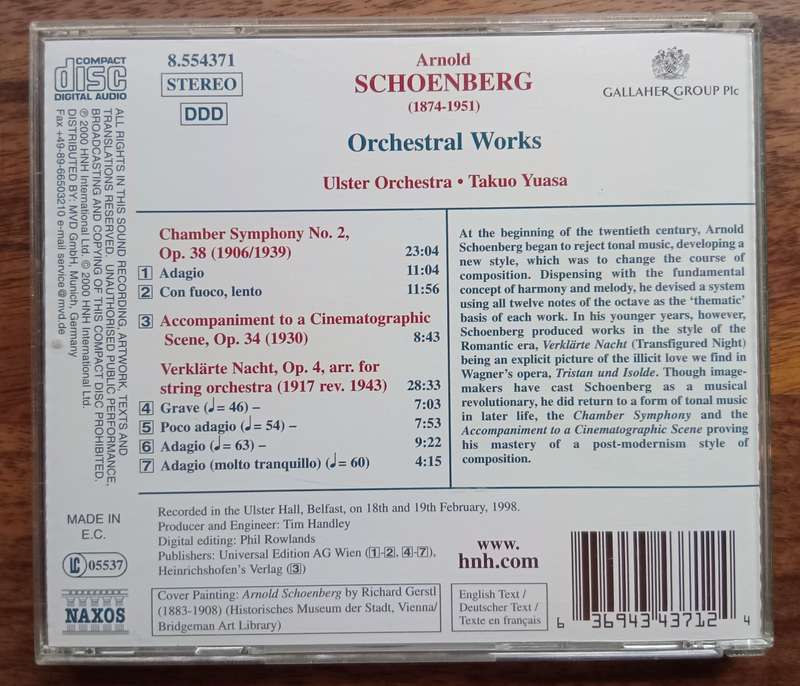 COMPACT
disc
DIGITAL AUDIO
8.554371
STEREO
DDD
Arnold
SCHOENBERG
(1874-1951)
Orchestral Works
Ulster Orchestra • Takuo Yuasa
GALLAHER GROUP Plc
ALL RIGHTS IN THIS SOUND RECORDING, ARTWORK, TEXTS AND
TRANSLATIONS RESERVED. UNAUTHORISED PUBLIC PERFORMANCE,
BROADCASTING AND COPYING OF THIS COMPACT DISC PROHIBITED.
℗ 2000 HNH International Ltd. © 2000 HNH International Ltd.
DISTRIBUTED BY: MVD GmbH, Munich, Germany
Fax +49-89-66503210 e-mail service@mvd.de
Chamber Symphony No. 2,
Op. 38 (1906/1939) 23:04
1 Adagio 11:04
2 Con fuoco, lento 11:56
3 Accompaniment to a Cinematographic
Scene, Op. 34 (1930) 8:43
Verklärte Nacht, Op. 4, arr. for
string orchestra (1917 rev. 1943) 28:33
4 Grave (♩= 46) – 7:03
5 Poco adagio (♩= 54) – 7:53
6 Adagio (♩= 63) – 9:22
7 Adagio (molto tranquillo) (♩= 60) 4:15
At the beginning of the twentieth century, Arnold
Schoenberg began to reject tonal music, developing a
new style, which was to change the course of
composition. Dispensing with the fundamental
concept of harmony and melody, he devised a system
using all twelve notes of the octave as the ‘thematic’
basis of each work. In his younger years, however,
Schoenberg produced works in the style of the
Romantic era, Verklärte Nacht (Transfigured Night)
being an explicit picture of the illicit love we find in
Wagner's opera, Tristan und Isolde. Though image-
makers have cast Schoenberg as a musical
revolutionary, he did return to a form of tonal music
in later life, the Chamber Symphony and the
Accompaniment to a Cinematographic Scene proving
his mastery of a post-modernism style of
composition.
MADE IN
E.C.
LC 05537
NAXOS
Recorded in the Ulster Hall, Belfast, on 18th and 19th February, 1998.
Producer and Engineer: Tim Handley
Digital editing: Phil Rowlands
Publishers: Universal Edition AG Wien (1-2, 4-7),
Heinrichshofen's Verlag (3)
Cover Painting: Arnold Schoenberg by Richard Gerstl
(1883-1908) (Historisches Museum der Stadt, Vienna/
Bridgeman Art Library)
www.
hnh.com
English Text /
Deutscher Text /
Texte en français
6 36943 43712 4